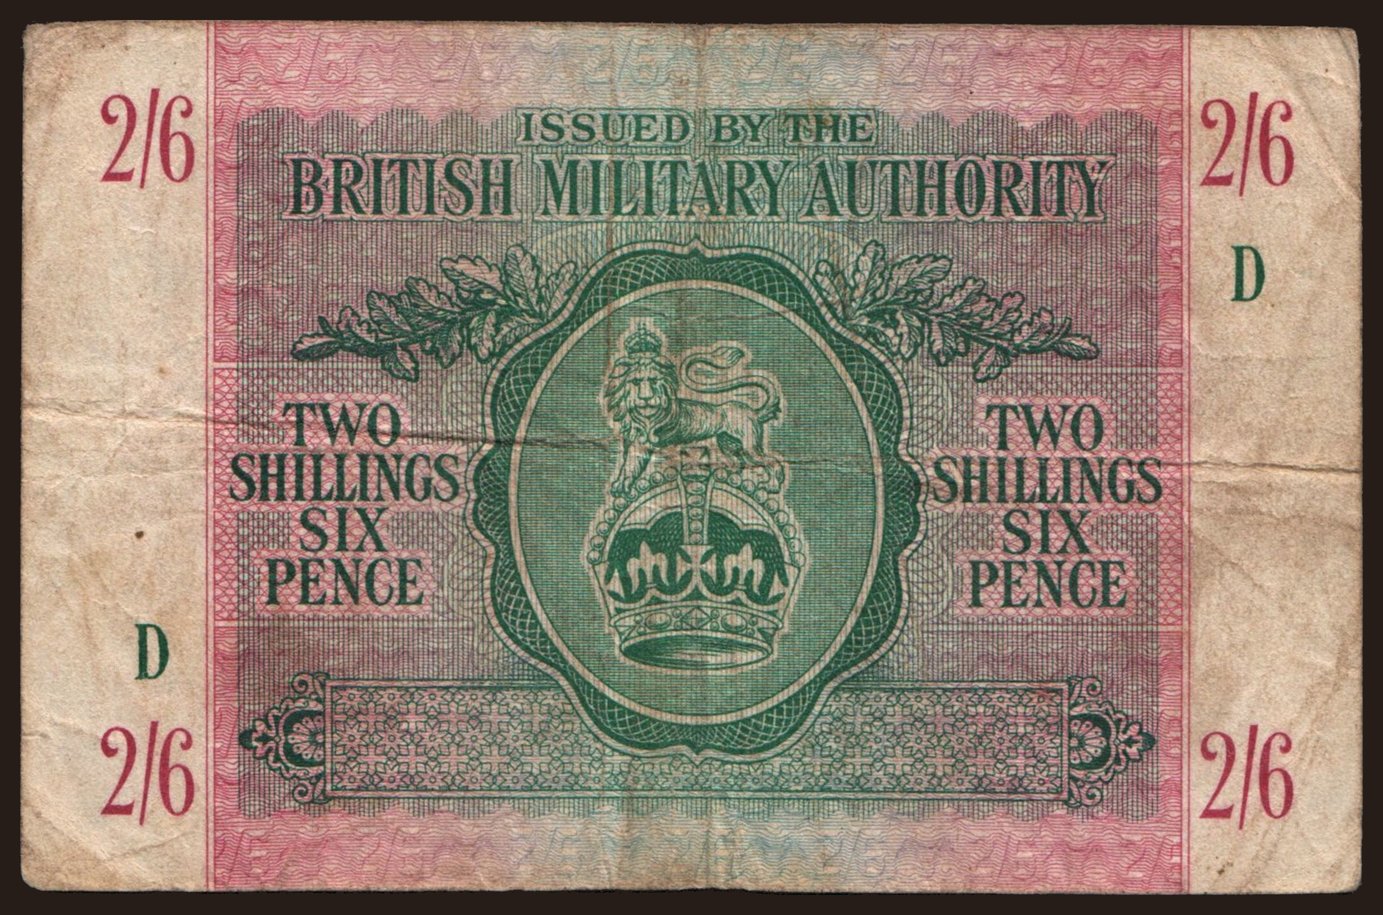 2/6
2/6
ISSUED BY THE
BRITISH MILITARY AUTHORITY
D
TWO
SHILLINGS
SIX
PENCE
TWO
SHILLINGS
SIX
PENCE
D
2/6
2/6